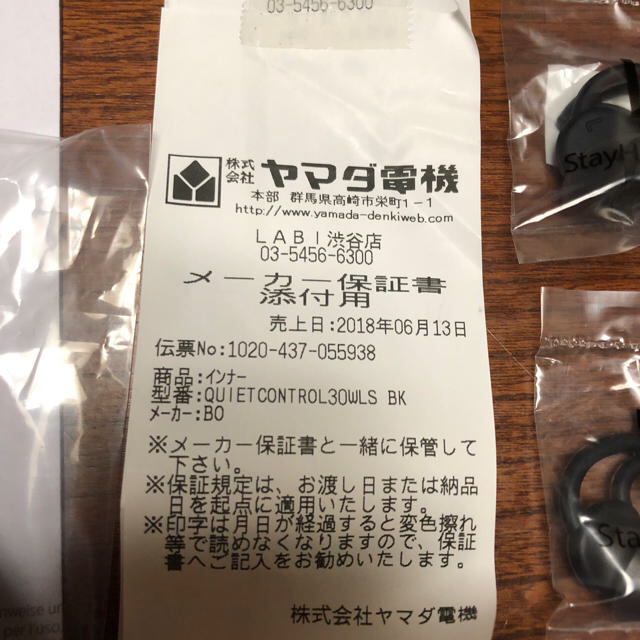 03-5456-6300
株式会社 ヤマダ電機
本部 群馬県高崎市栄町1-1
http://www.yamada-denkiweb.com
LABI渋谷店
03-5456-6300
メーカー保証書
添付用
売上日:2018年06月13日
伝票No:1020-437-055938
商品:インナー
型番:QUIETCONTROL30WLS BK
メーカー:BO
※メーカー保証書と一緒に保管して
下さい。
※保証規定は、お渡し日または納品
日を起点に適用いたします。
※印字は月日が経過すると変色擦れ
等で読めなくなりますので、保証
書へご記入をお勧めいたします。
株式会社ヤマダ電機
StayH
Sta
per l'uso.